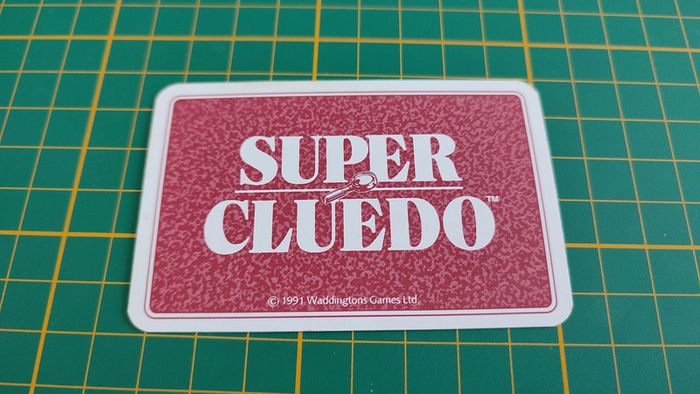 SUPER
CLUEDO™
© 1991 Waddingtons Games Ltd.